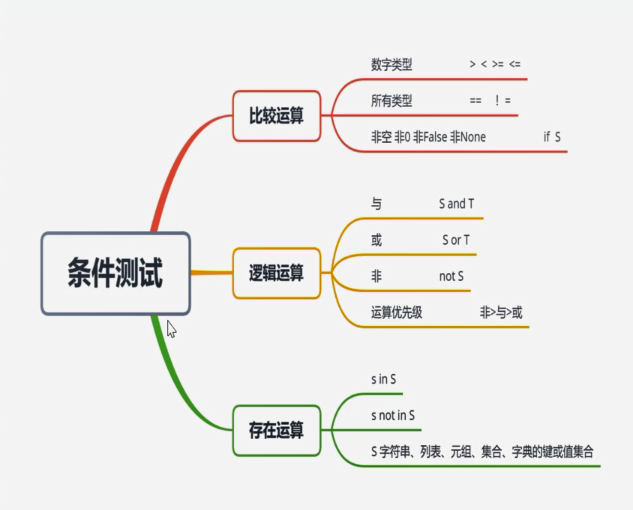 条件测试
比较运算
数字类型 > < >= <=
所有类型 == ！=
非空 非0 非False 非None if S
逻辑运算
与 S and T
或 S or T
非 not S
运算优先级 非>与>或
存在运算
s in S
s not in S
S 字符串、列表、元组、集合、字典的键或值集合